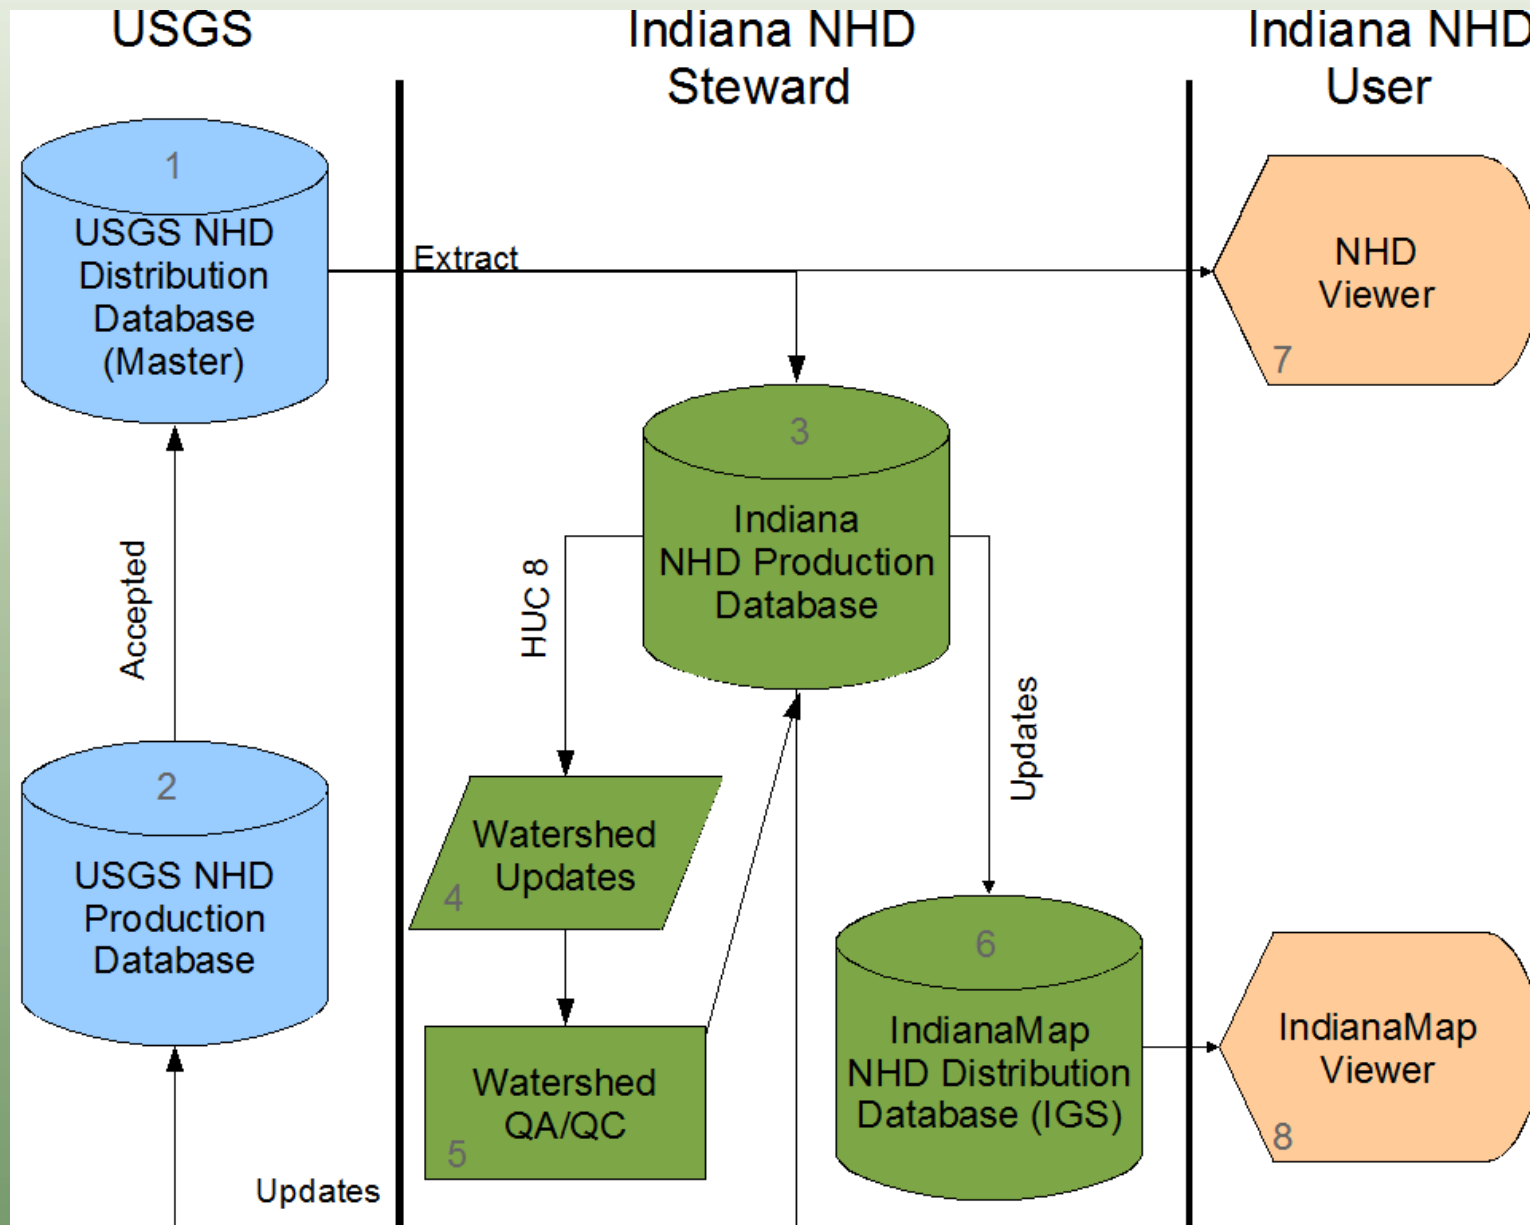 USGS
Indiana NHD
Steward
Indiana NHD
User
1
USGS NHD
Distribution
Database
(Master)
Extract
NHD
Viewer
7
3
Indiana
NHD Production
Database
Accepted
HUC 8
Updates
2
USGS NHD
Production
Database
Watershed
Updates
4
6
IndianaMap
NHD Distribution
Database (IGS)
IndianaMap
Viewer
8
Watershed
QA/QC
5
Updates